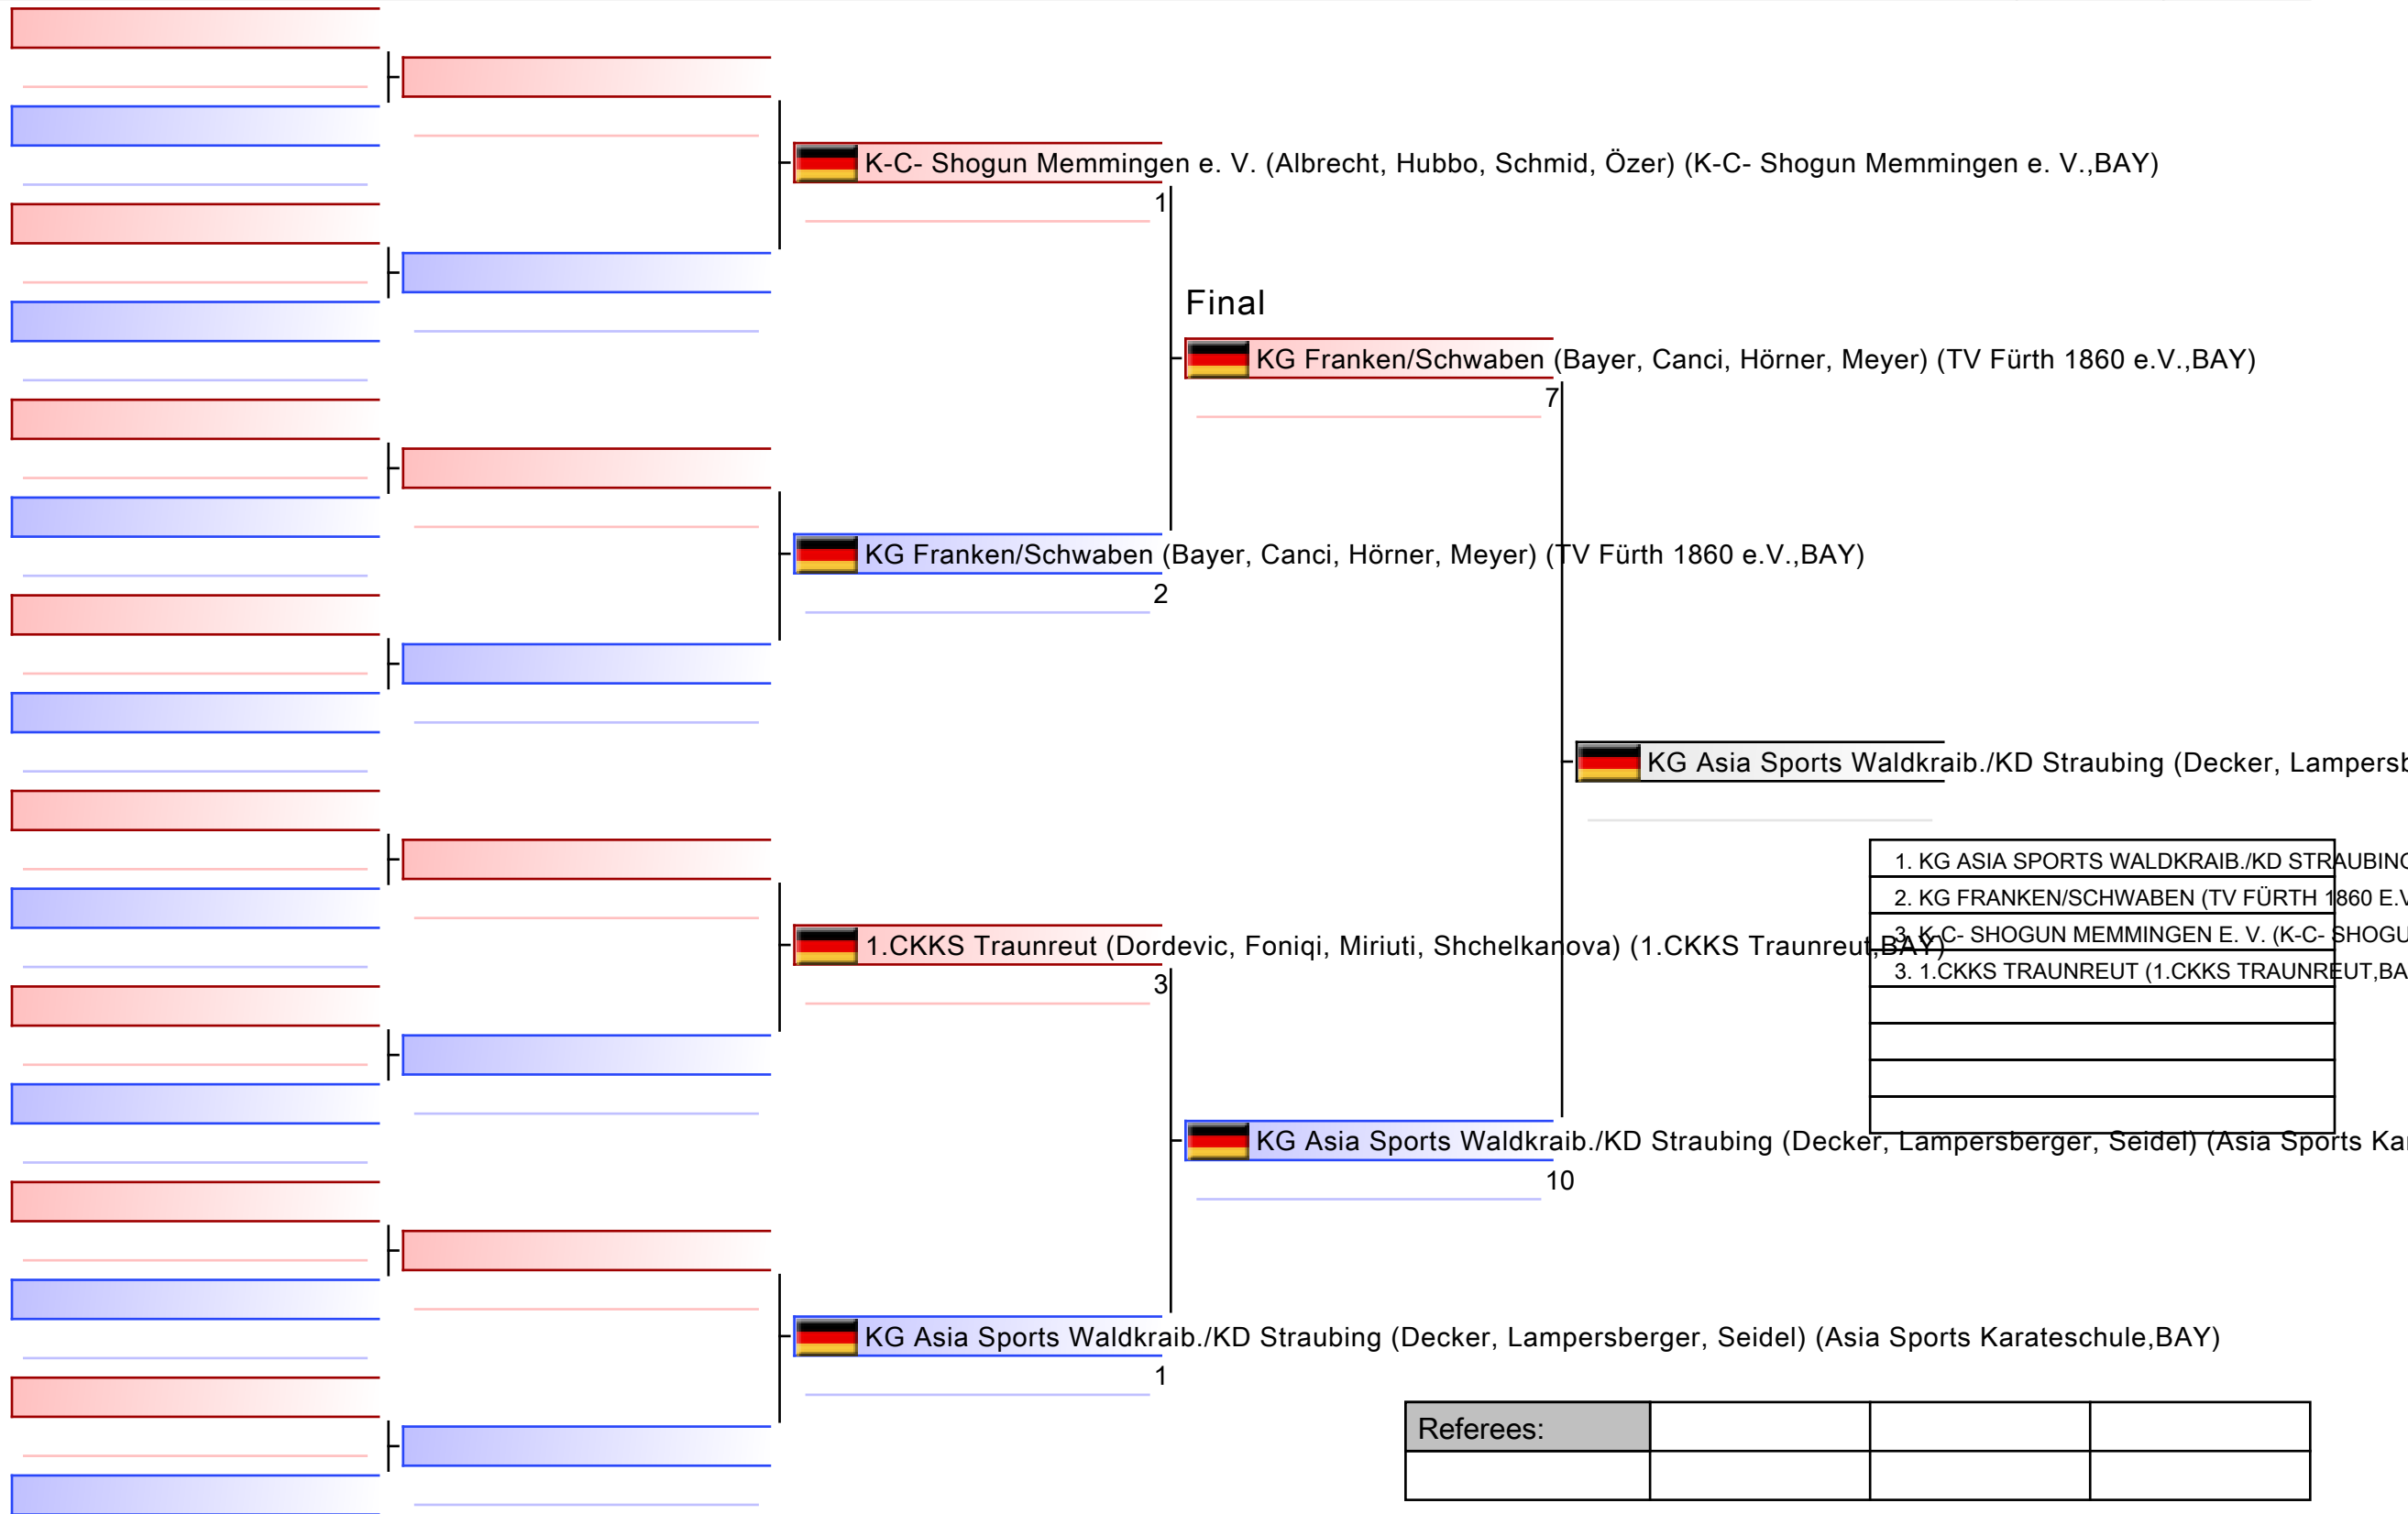 K-C- Shogun Memmingen e. V. (Albrecht, Hubbo, Schmid, Özer) (K-C- Shogun Memmingen e. V.,BAY)
1
Final
KG Franken/Schwaben (Bayer, Canci, Hörner, Meyer) (TV Fürth 1860 e.V.,BAY)
7
KG Franken/Schwaben (Bayer, Canci, Hörner, Meyer) (TV Fürth 1860 e.V.,BAY)
2
KG Asia Sports Waldkraib./KD Straubing (Decker, Lampersb
1. KG ASIA SPORTS WALDKRAIB./KD STRAUBING
2. KG FRANKEN/SCHWABEN (TV FÜRTH 1860 E.V
3. K-C- SHOGUN MEMMINGEN E. V. (K-C- SHOGU
3. 1.CKKS TRAUNREUT (1.CKKS TRAUNREUT,BA
1.CKKS Traunreut (Dordevic, Foniqi, Miriuti, Shchelkanova) (1.CKKS Traunreut,BAY)
3
KG Asia Sports Waldkraib./KD Straubing (Decker, Lampersberger, Seidel) (Asia Sports Kar
10
KG Asia Sports Waldkraib./KD Straubing (Decker, Lampersberger, Seidel) (Asia Sports Karateschule,BAY)
1
Referees: